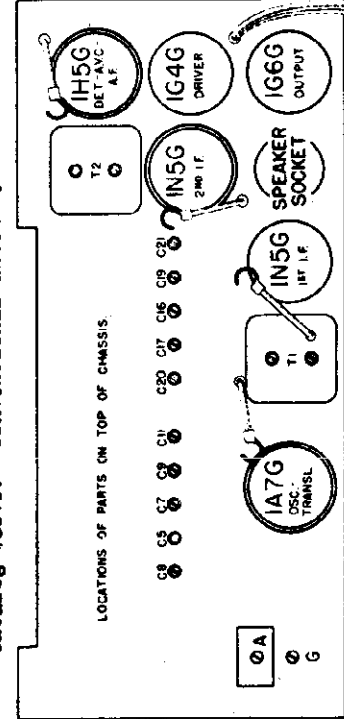 LOCATIONS OF PARTS ON TOP OF CHASSIS.
T2
1H5G
DET-AVC-
A.F.
C8 C5 C7 C9 C11 C20 C17 C16 C19 C21
1N5G
2ND I.F.
1G4G
DRIVER
A
G
1A7G
OSC.-
TRANSL.
T1
1N5G
1ST I.F.
SPEAKER
SOCKET
1G6G
OUTPUT